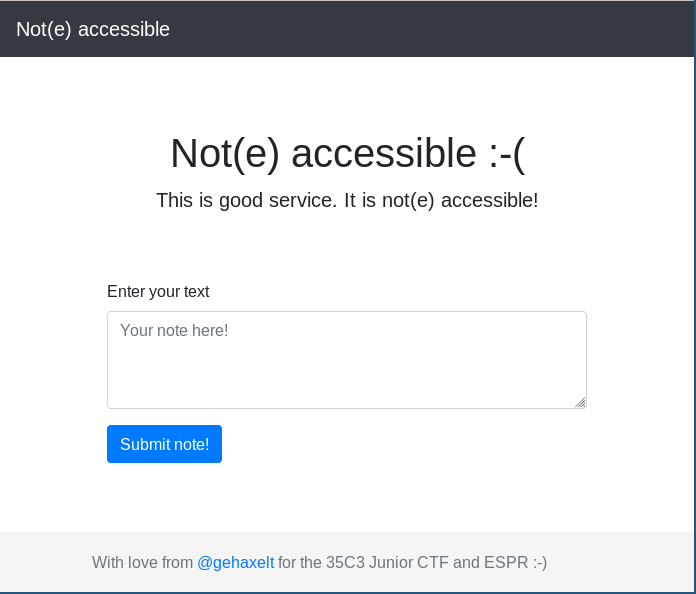 Not(e) accessible
Not(e) accessible :-(
This is good service. It is not(e) accessible!
Enter your text
Your note here!
Submit note!
With love from @gehaxelt for the 35C3 Junior CTF and ESPR :-)